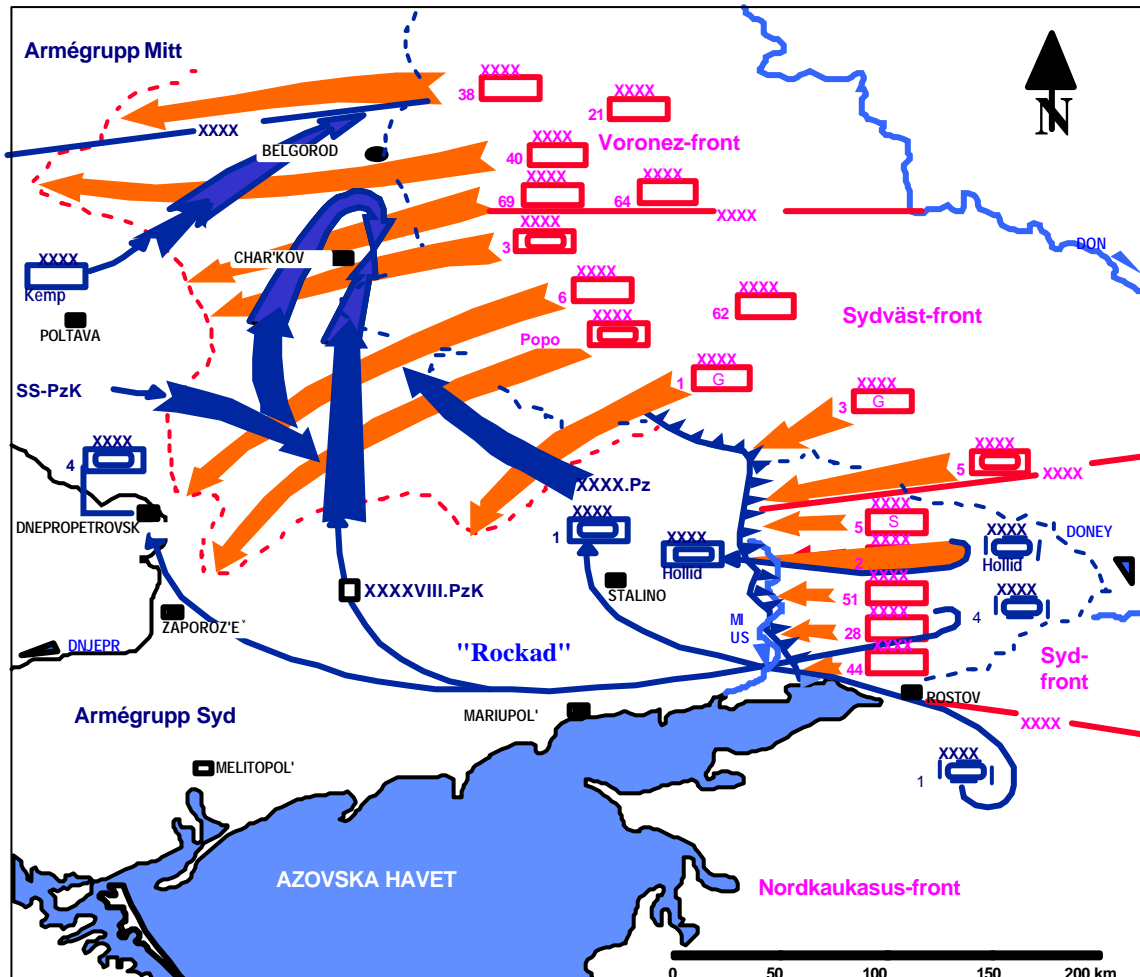 Armégrupp Mitt
XXXX
38
XXXX
21
XXXX
Voronez-front
XXXX
40
BELGOROD
XXXX
69
XXXX
64
XXXX
XXXX
3
DON
CHAR'KOV
XXXX
Kemp
XXXX
6
XXXX
62
POLTAVA
Sydväst-front
XXXX
Popo
XXXX
1
G
SS-PzK
XXXX
3
G
XXXX
4
XXXX
5
XXXX
XXXX.Pz
DNEPROPETROVSK
XXXX
1
XXXX
5
S
XXXX
Hollid
XXXX
2
XXXX
Hollid
DONEY
XXXXVIII.PzK
STALINO
XXXX
51
XXXX
4
ZAPOROZ'Eˇ
MI
US
XXXX
28
DNJEPR
"Rockad"
XXXX
44
Syd-
front
ROSTOV
Armégrupp Syd
MARIUPOL'
XXXX
MELITOPOL'
XXXX
1
AZOVSKA HAVET
Nordkaukasus-front
N
0 50 100 150 200 km